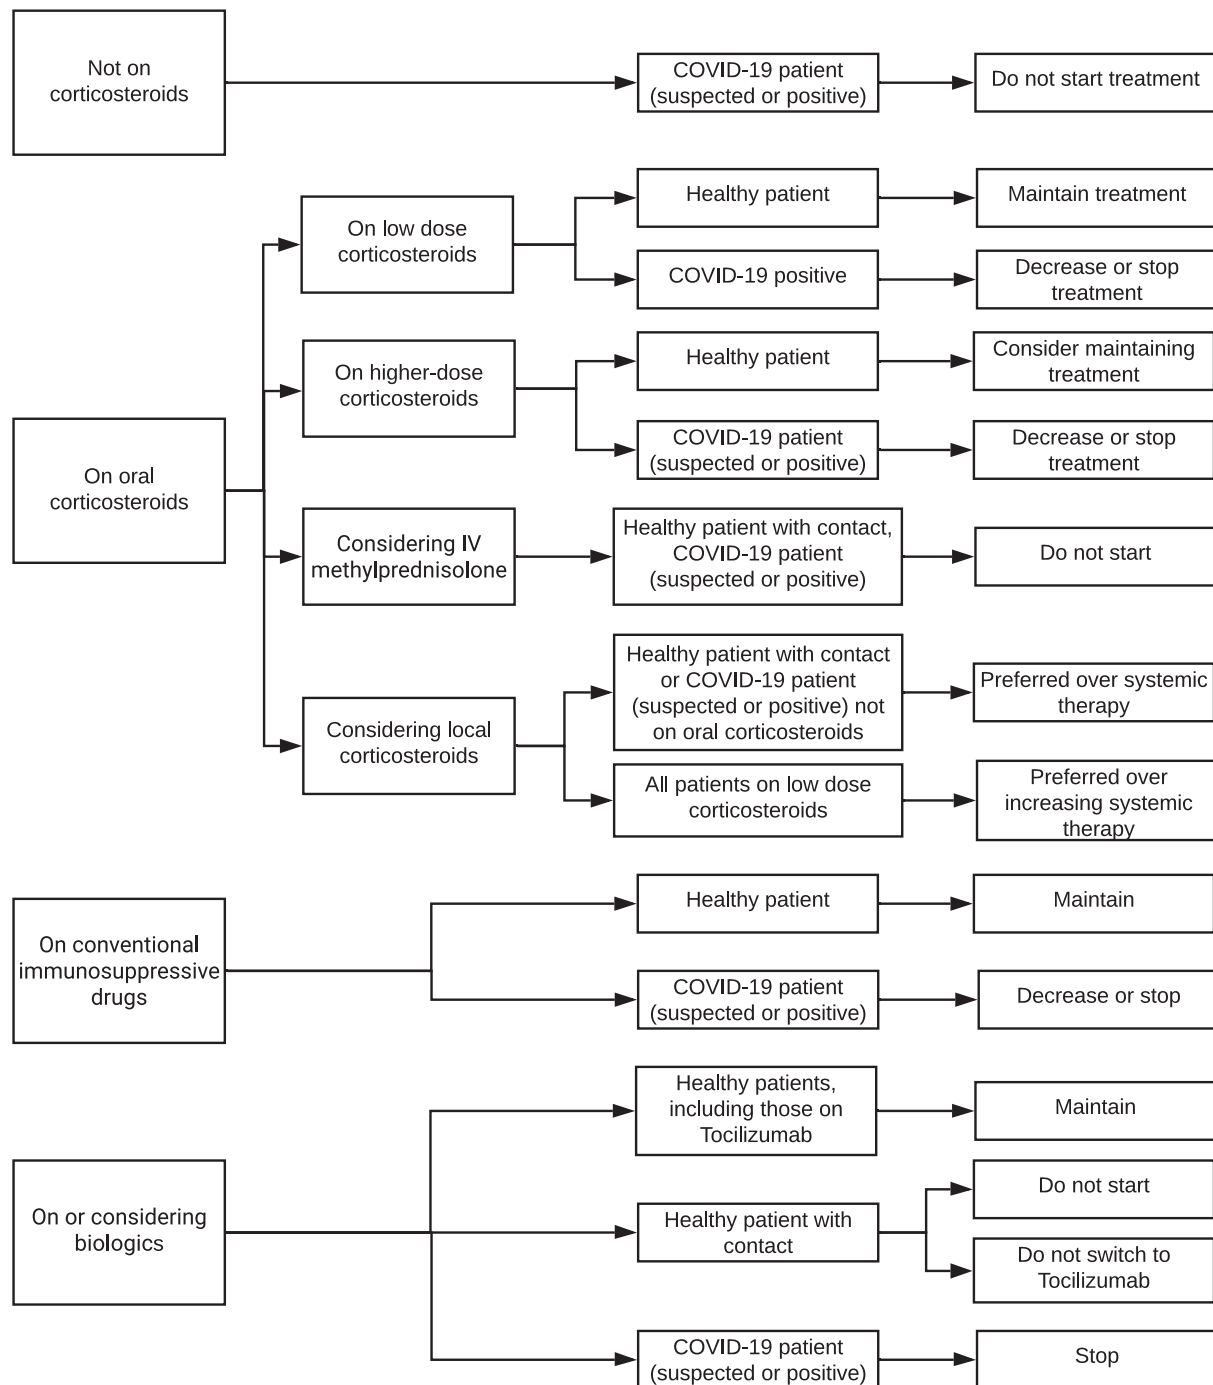 Not on
corticosteroids
COVID-19 patient
(suspected or positive)
Do not start treatment
On oral
corticosteroids
On low dose
corticosteroids
Healthy patient
Maintain treatment
COVID-19 positive
Decrease or stop
treatment
On higher-dose
corticosteroids
Healthy patient
Consider maintaining
treatment
COVID-19 patient
(suspected or positive)
Decrease or stop
treatment
Considering IV
methylprednisolone
Healthy patient with contact,
COVID-19 patient
(suspected or positive)
Do not start
Considering local
corticosteroids
Healthy patient with contact
or COVID-19 patient
(suspected or positive) not
on oral corticosteroids
Preferred over systemic
therapy
All patients on low dose
corticosteroids
Preferred over
increasing systemic
therapy
On conventional
immunosuppressive
drugs
Healthy patient
Maintain
COVID-19 patient
(suspected or positive)
Decrease or stop
On or considering
biologics
Healthy patients,
including those on
Tocilizumab
Maintain
Healthy patient with
contact
Do not start
Do not switch to
Tocilizumab
COVID-19 patient
(suspected or positive)
Stop